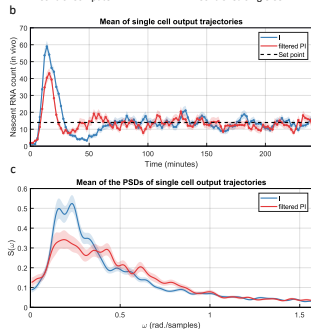 b
Mean of single cell output trajectories
Nascent RNA count (in vivo)
70
60
50
40
30
20
10
0
I
filtered PI
Set point
0 50 100 150 200
Time (minutes)
c
Mean of the PSDs of single cell output trajectories
S(ω)
0.6
0.5
0.4
0.3
0.2
0.1
0
I
filtered PI
0 0.5 1 1.5
ω (rad./samples)